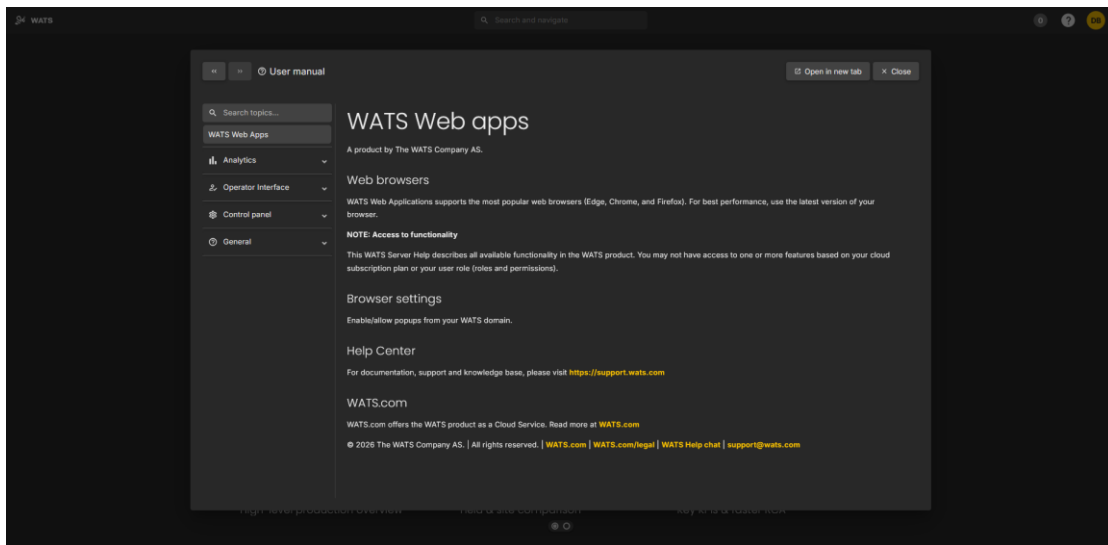 WATS
Search and navigate
0
?
DB
User manual
Open in new tab
× Close
Search topics...
WATS Web Apps
Analytics
Operator Interface
Control panel
General
WATS Web apps
A product by The WATS Company AS.
Web browsers
WATS Web Applications supports the most popular web browsers (Edge, Chrome, and Firefox). For best performance, use the latest version of your
browser.
NOTE: Access to functionality
This WATS Server Help describes all available functionality in the WATS product. You may not have access to one or more features based on your cloud
subscription plan or your user role (roles and permissions).
Browser settings
Enable/allow popups from your WATS domain.
Help Center
For documentation, support and knowledge base, please visit https://support.wats.com
WATS.com
WATS.com offers the WATS product as a Cloud Service. Read more at WATS.com
© 2026 The WATS Company AS. | All rights reserved. | WATS.com | WATS.com/legal | WATS Help chat | support@wats.com
High-level production overview